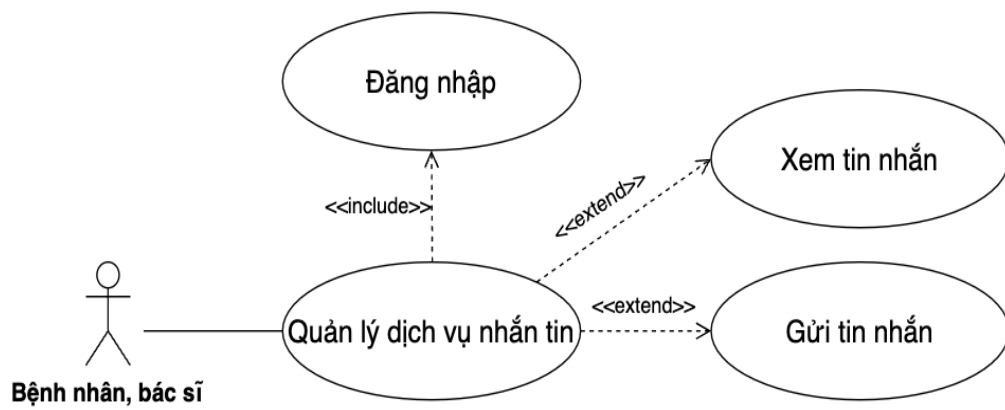 Đăng nhập
Xem tin nhắn
<<include>>
<<extend>>
<<extend>>
Quản lý dịch vụ nhắn tin
Gửi tin nhắn
Bệnh nhân, bác sĩ